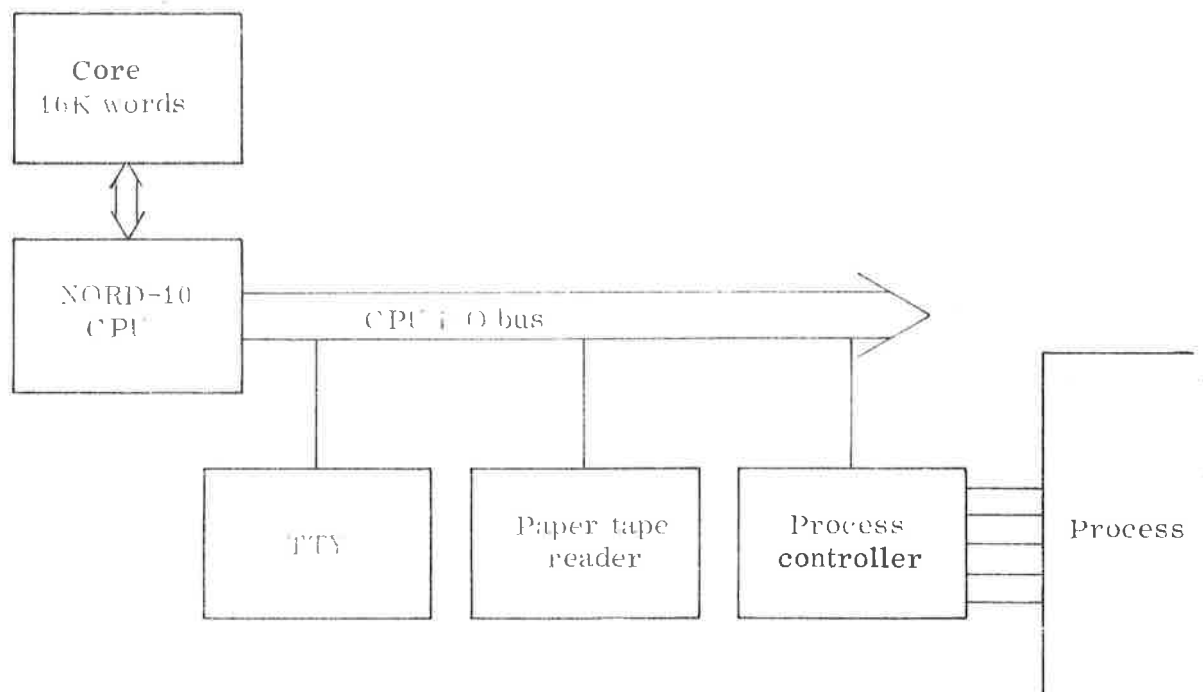 Core
16K words
NORD-10
CPU
CPU I/O bus
TTY
Paper tape
reader
Process
controller
Process